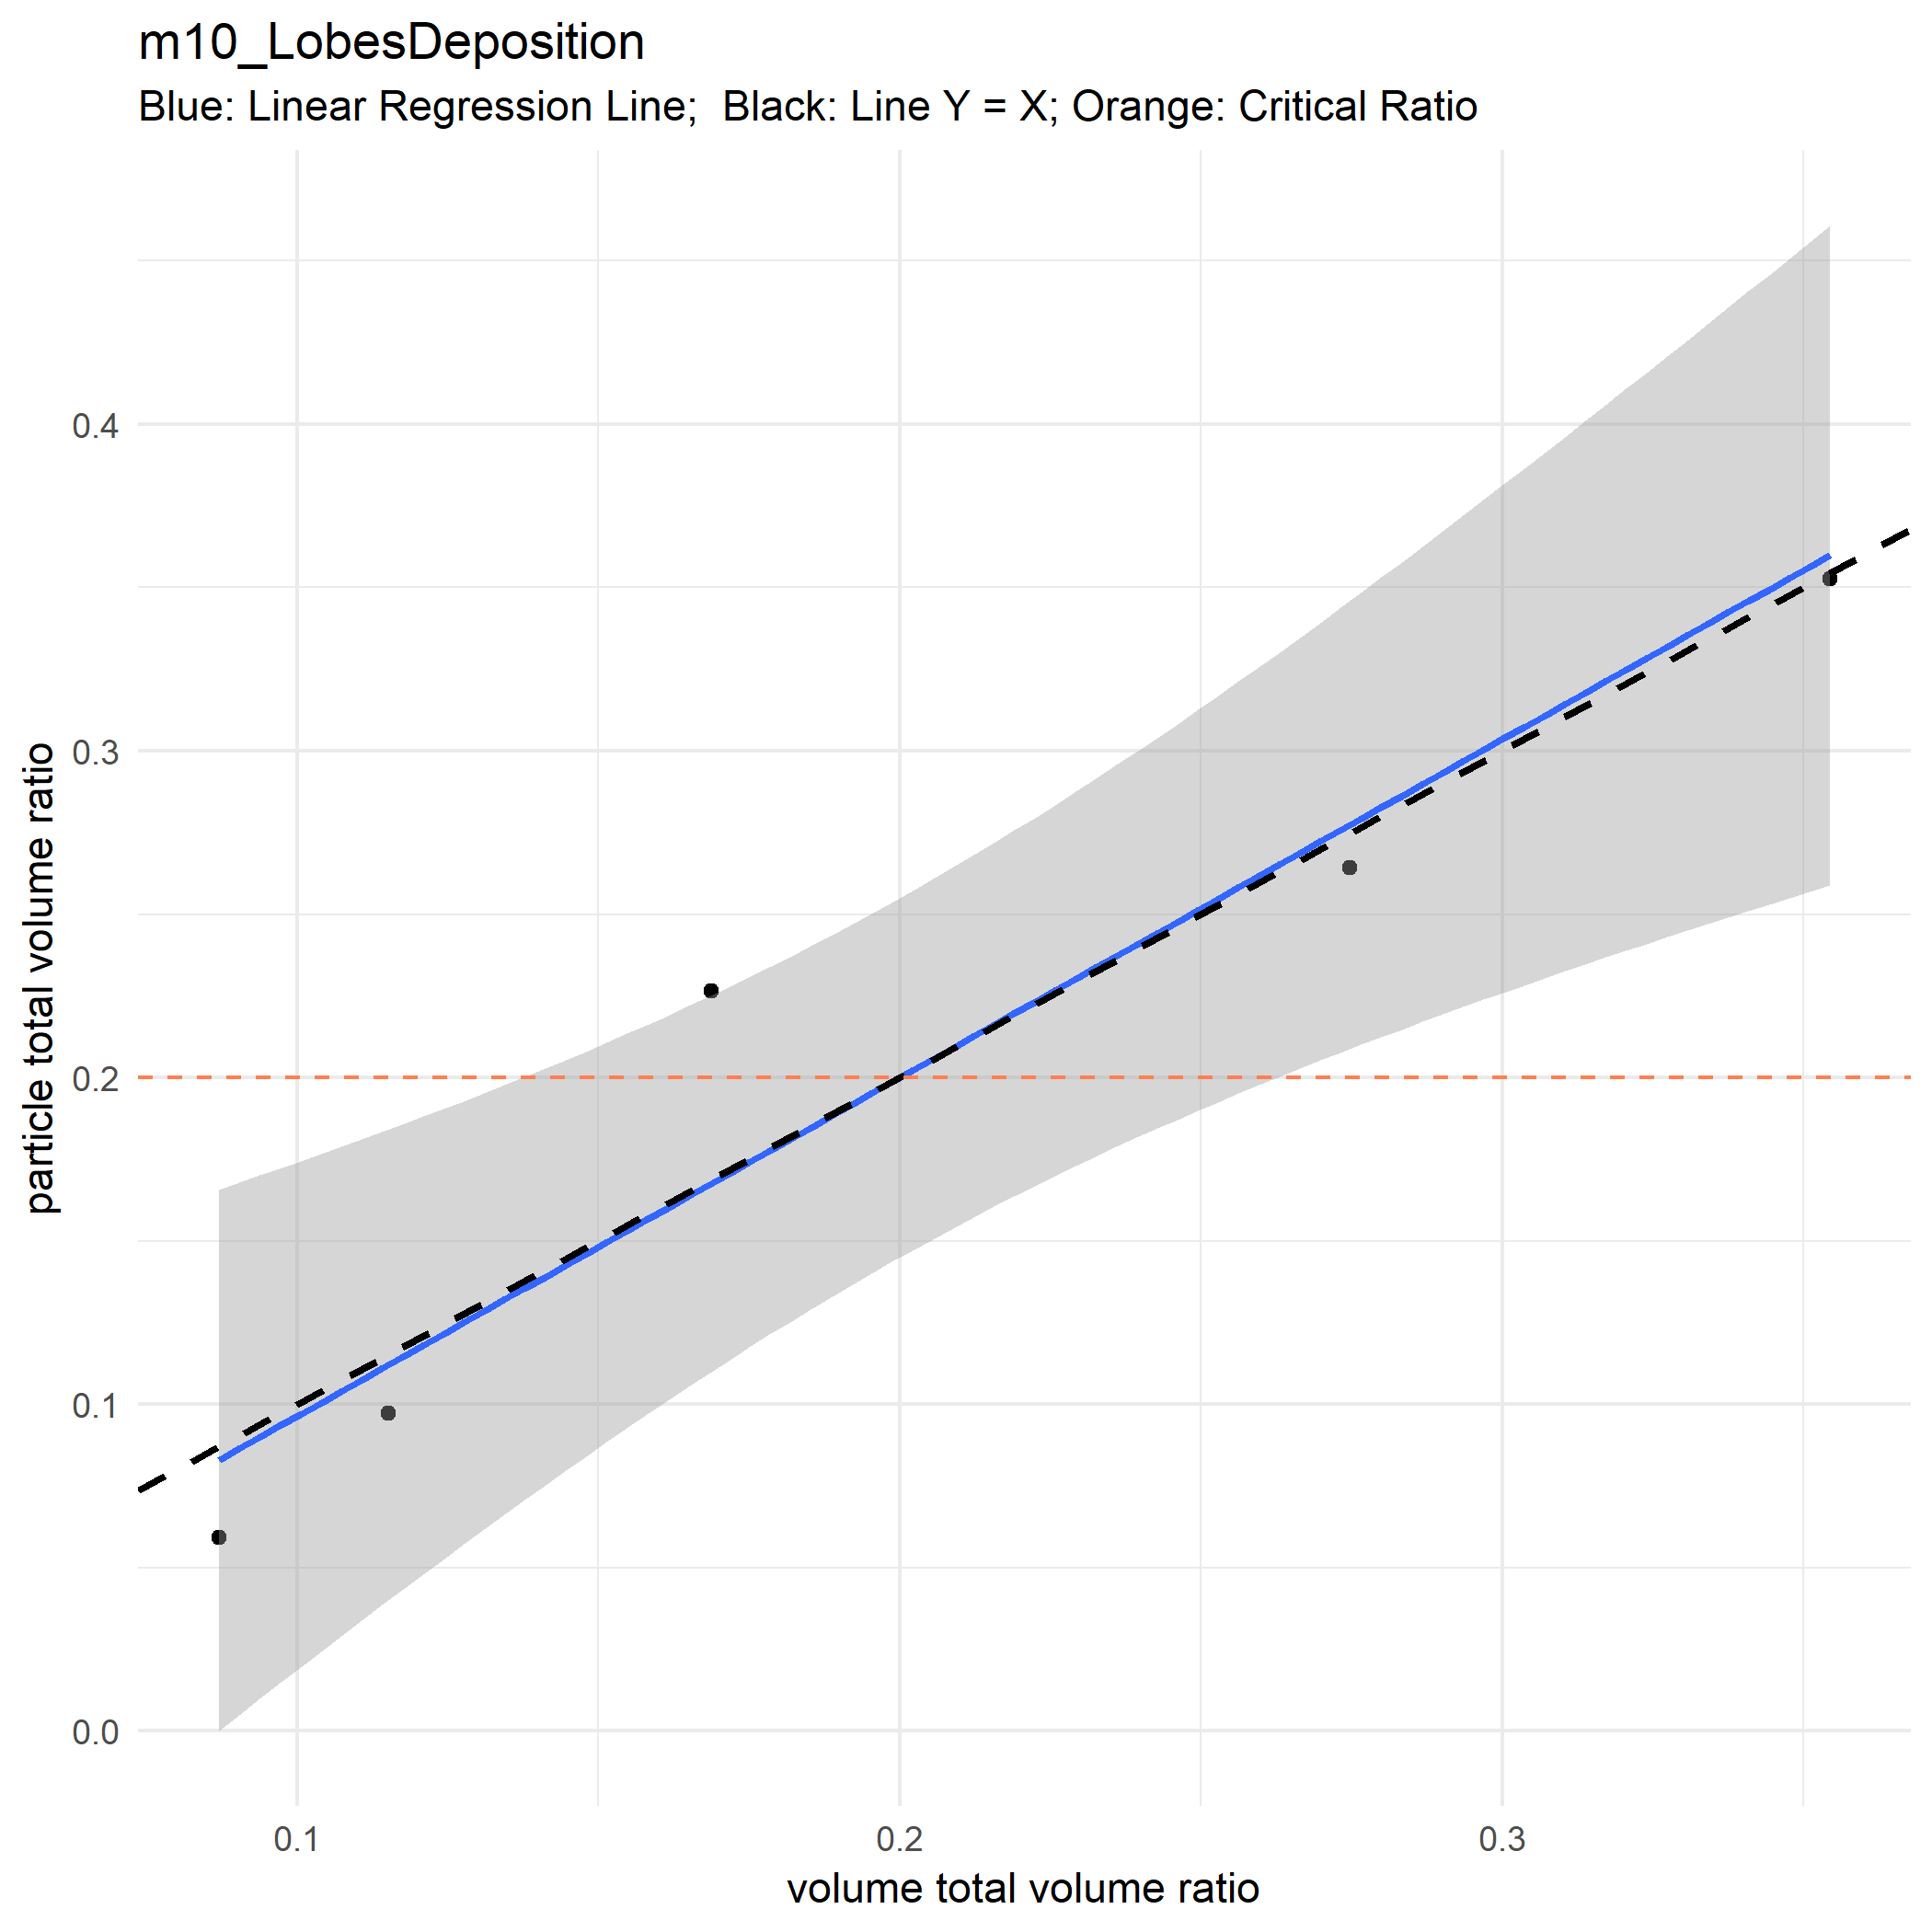 m10_LobesDeposition
Blue: Linear Regression Line;  Black: Line Y = X; Orange: Critical Ratio
particle total volume ratio
0.4
0.3
0.2
0.1
0.0
0.1
0.2
0.3
volume total volume ratio